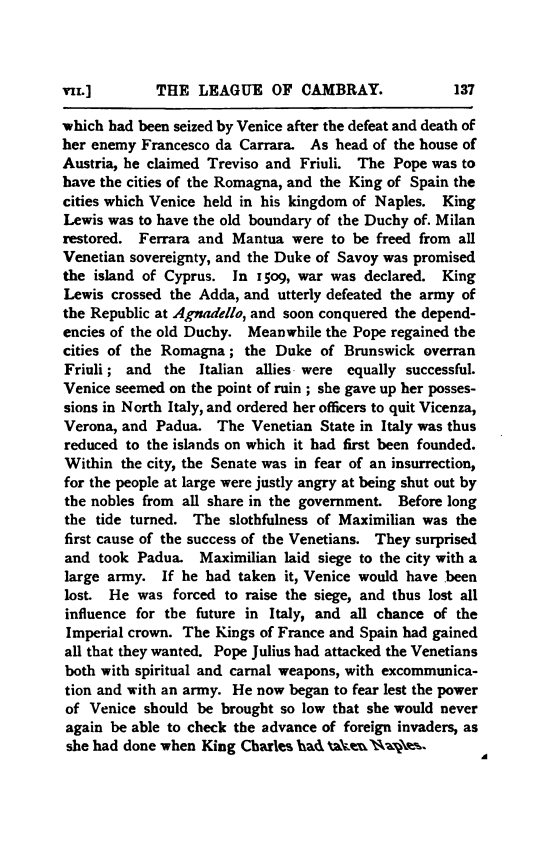 VII.] THE LEAGUE OF CAMBRAY. 137
which had been seized by Venice after the defeat and death of
her enemy Francesco da Carrara. As head of the house of
Austria, he claimed Treviso and Friuli. The Pope was to
have the cities of the Romagna, and the King of Spain the
cities which Venice held in his kingdom of Naples. King
Lewis was to have the old boundary of the Duchy of. Milan
restored. Ferrara and Mantua were to be freed from all
Venetian sovereignty, and the Duke of Savoy was promised
the island of Cyprus. In 1509, war was declared. King
Lewis crossed the Adda, and utterly defeated the army of
the Republic at Agnadello, and soon conquered the depend-
encies of the old Duchy. Meanwhile the Pope regained the
cities of the Romagna; the Duke of Brunswick overran
Friuli; and the Italian allies were equally successful.
Venice seemed on the point of ruin; she gave up her posses-
sions in North Italy, and ordered her officers to quit Vicenza,
Verona, and Padua. The Venetian State in Italy was thus
reduced to the islands on which it had first been founded.
Within the city, the Senate was in fear of an insurrection,
for the people at large were justly angry at being shut out by
the nobles from all share in the government. Before long
the tide turned. The slothfulness of Maximilian was the
first cause of the success of the Venetians. They surprised
and took Padua. Maximilian laid siege to the city with a
large army. If he had taken it, Venice would have been
lost. He was forced to raise the siege, and thus lost all
influence for the future in Italy, and all chance of the
Imperial crown. The Kings of France and Spain had gained
all that they wanted. Pope Julius had attacked the Venetians
both with spiritual and carnal weapons, with excommunica-
tion and with an army. He now began to fear lest the power
of Venice should be brought so low that she would never
again be able to check the advance of foreign invaders, as
she had done when King Charles had taken Naples.